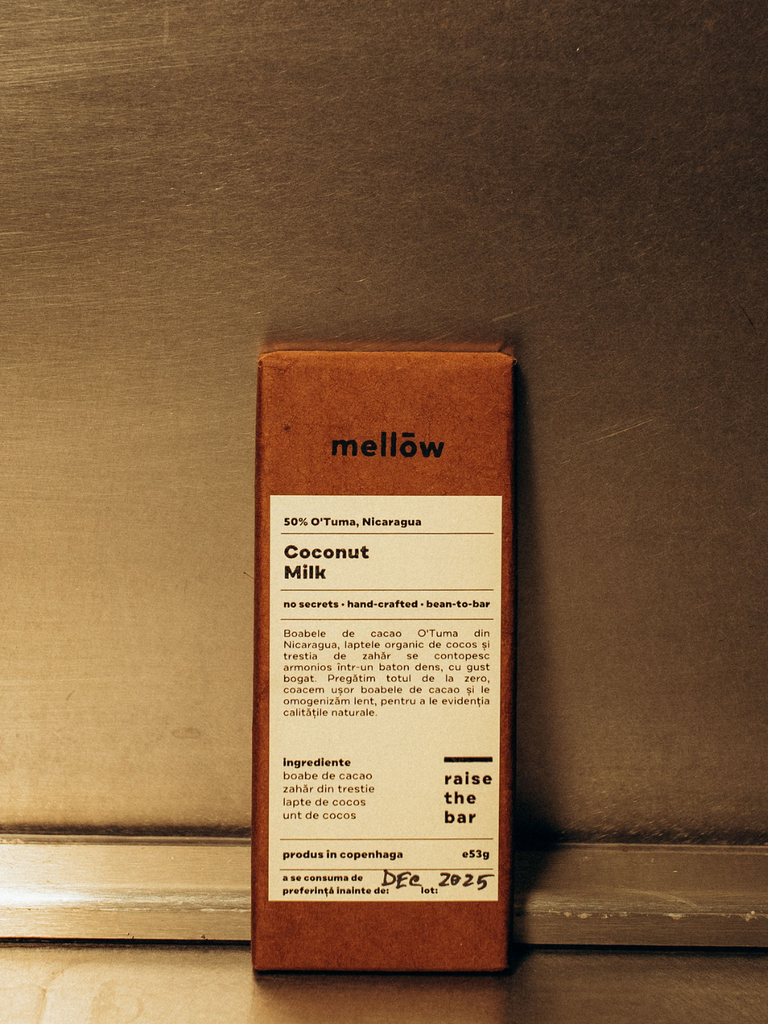 mellōw
50% O'Tuma, Nicaragua
Coconut
Milk
no secrets • hand-crafted • bean-to-bar
Boabele de cacao O'Tuma din
Nicaragua, laptele organic de cocos și
trestia de zahăr se contopesc
armonios într-un baton dens, cu gust
bogat. Pregătim totul de la zero,
coacem ușor boabele de cacao și le
omogenizăm lent, pentru a le evidenția
calitățile naturale.
ingrediente
boabe de cacao
zahăr din trestie
lapte de cocos
unt de cocos
raise
the
bar
produs in copenhaga e53g
a se consuma de
preferință inainte de: DEC 2025 lot: